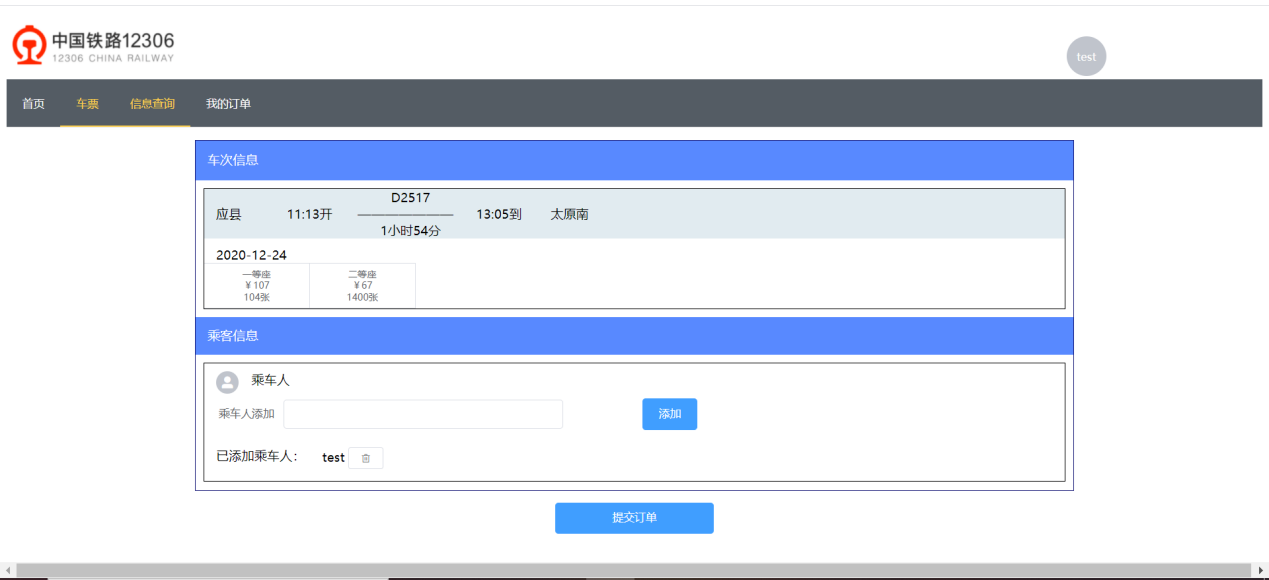 中国铁路12306
12306 CHINA RAILWAY
test
首页 车票 信息查询 我的订单
车次信息
D2517
应县 11:13开 13:05到 太原南
1小时54分
2020-12-24
一等座 二等座
¥107 ¥67
104张 1400张
乘客信息
乘车人
乘车人添加 添加
已添加乘车人： test
提交订单